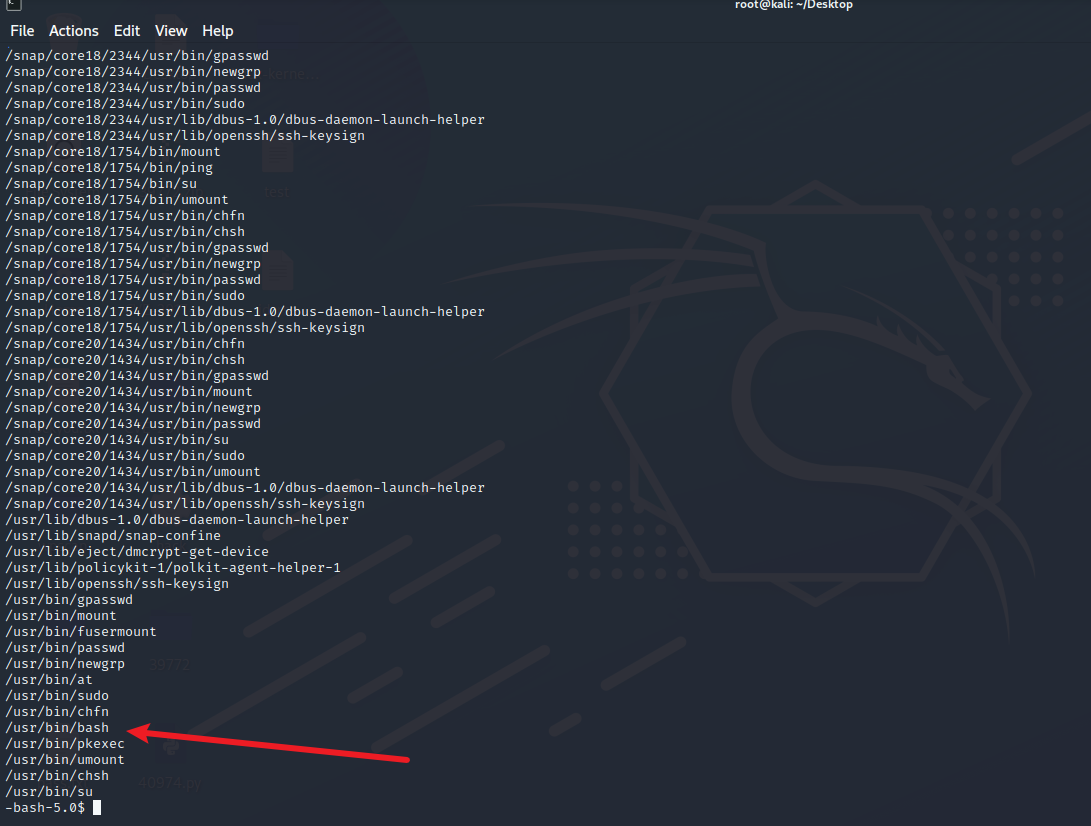 root@kali: ~/Desktop
File Actions Edit View Help
/snap/core18/2344/usr/bin/gpasswd
/snap/core18/2344/usr/bin/newgrp
/snap/core18/2344/usr/bin/passwd
/snap/core18/2344/usr/bin/sudo
/snap/core18/2344/usr/lib/dbus-1.0/dbus-daemon-launch-helper
/snap/core18/2344/usr/lib/openssh/ssh-keysign
/snap/core18/1754/bin/mount
/snap/core18/1754/bin/ping
/snap/core18/1754/bin/su
/snap/core18/1754/bin/umount
/snap/core18/1754/usr/bin/chfn
/snap/core18/1754/usr/bin/chsh
/snap/core18/1754/usr/bin/gpasswd
/snap/core18/1754/usr/bin/newgrp
/snap/core18/1754/usr/bin/passwd
/snap/core18/1754/usr/bin/sudo
/snap/core18/1754/usr/lib/dbus-1.0/dbus-daemon-launch-helper
/snap/core18/1754/usr/lib/openssh/ssh-keysign
/snap/core20/1434/usr/bin/chfn
/snap/core20/1434/usr/bin/chsh
/snap/core20/1434/usr/bin/gpasswd
/snap/core20/1434/usr/bin/mount
/snap/core20/1434/usr/bin/newgrp
/snap/core20/1434/usr/bin/passwd
/snap/core20/1434/usr/bin/su
/snap/core20/1434/usr/bin/sudo
/snap/core20/1434/usr/bin/umount
/snap/core20/1434/usr/lib/dbus-1.0/dbus-daemon-launch-helper
/snap/core20/1434/usr/lib/openssh/ssh-keysign
/usr/lib/dbus-1.0/dbus-daemon-launch-helper
/usr/lib/snapd/snap-confine
/usr/lib/eject/dmcrypt-get-device
/usr/lib/policykit-1/polkit-agent-helper-1
/usr/lib/openssh/ssh-keysign
/usr/bin/gpasswd
/usr/bin/mount
/usr/bin/fusermount
/usr/bin/passwd
/usr/bin/newgrp
39772
/usr/bin/at
/usr/bin/sudo
/usr/bin/chfn
/usr/bin/bash
/usr/bin/pkexec
/usr/bin/umount
/usr/bin/chsh
40974.py
/usr/bin/su
-bash-5.0$